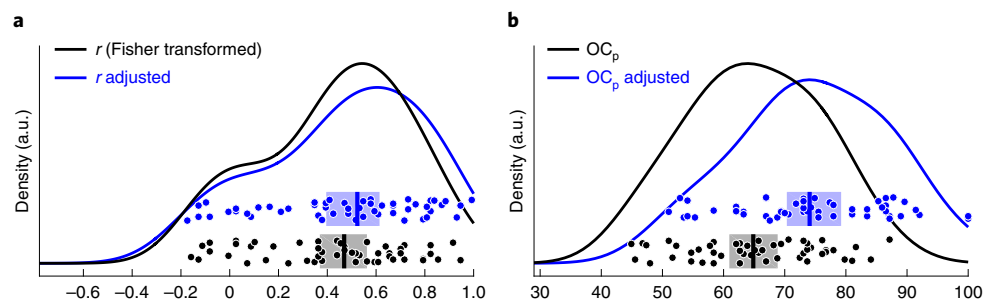 a
r (Fisher transformed)
r adjusted
Density (a.u.)
−0.6 −0.4 −0.2 0 0.2 0.4 0.6 0.8 1.0
b
OCp
OCp adjusted
Density (a.u.)
30 40 50 60 70 80 90 100